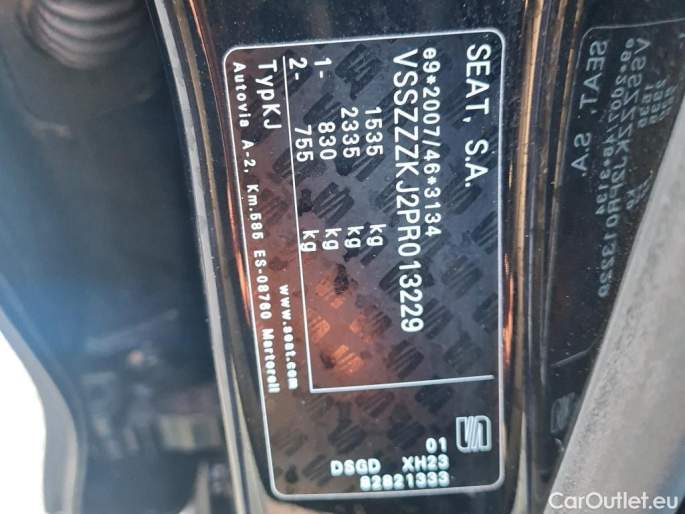 SEAT, S.A.
e9*2007/46*3134
VSSZZZKJ2PR013229
1535 kg
2335 kg
1- 830 kg
2- 755 kg
TypKJ www.seat.com
Autovia A-2, Km.585 ES-08760 Martorell
01
DSGD XH23
82821333
SEAT, S.A.
CarOutlet.eu